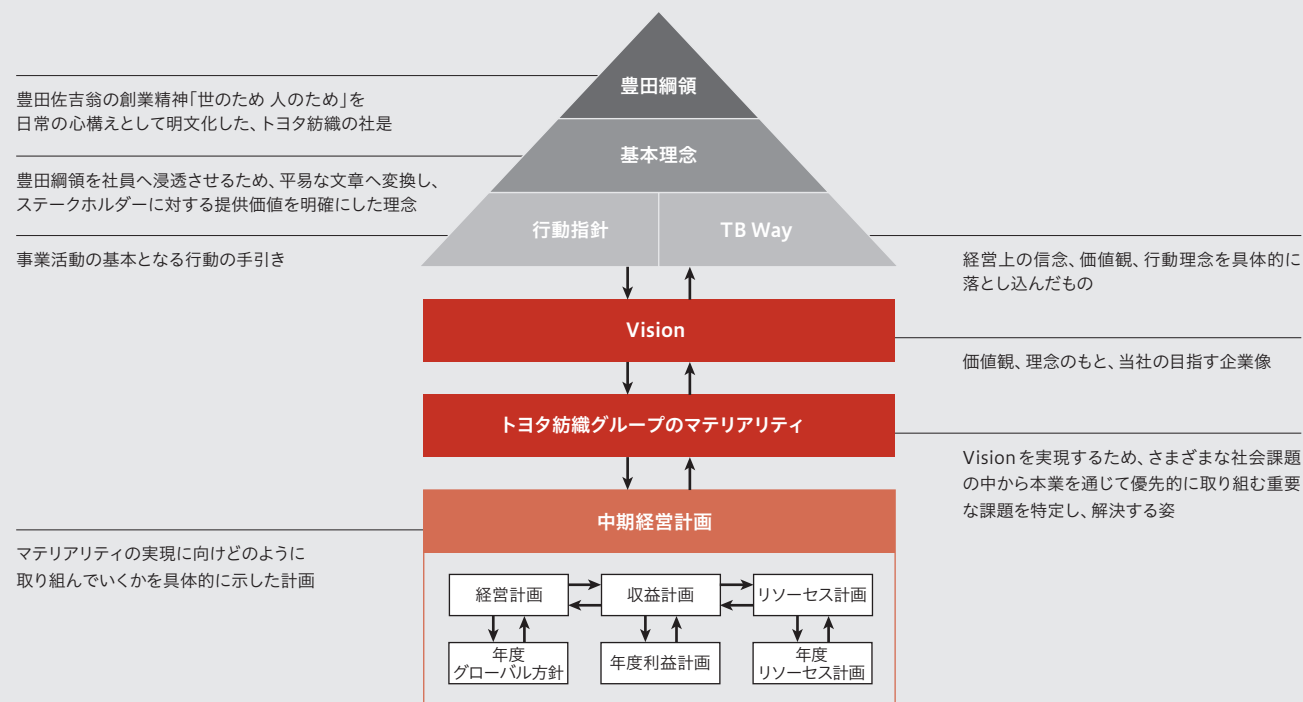 豊田綱領
豊田佐吉翁の創業精神「世のため 人のため」を
日常の心構えとして明文化した、トヨタ紡織の社是
基本理念
豊田綱領を社員へ浸透させるため、平易な文章へ変換し、
ステークホルダーに対する提供価値を明確にした理念
行動指針
TB Way
事業活動の基本となる行動の手引き
経営上の信念、価値観、行動理念を具体的に
落とし込んだもの
Vision
価値観、理念のもと、当社の目指す企業像
トヨタ紡織グループのマテリアリティ
Visionを実現するため、さまざまな社会課題
の中から本業を通じて優先的に取り組む重要
な課題を特定し、解決する姿
中期経営計画
マテリアリティの実現に向けどのように
取り組んでいくかを具体的に示した計画
経営計画
収益計画
リソーセス計画
年度
グローバル方針
年度利益計画
年度
リソーセス計画